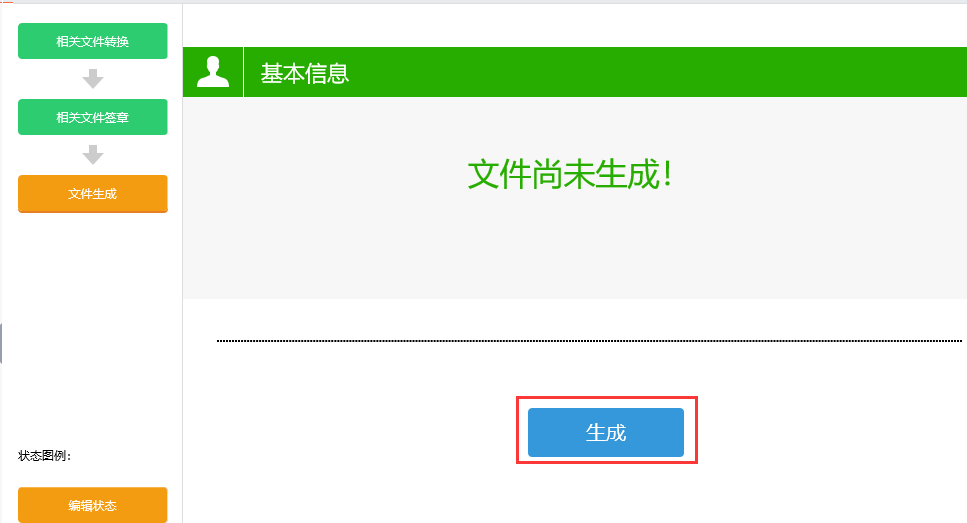 相关文件转换
相关文件签章
文件生成
状态图例：
编辑状态
基本信息
文件尚未生成！
生成